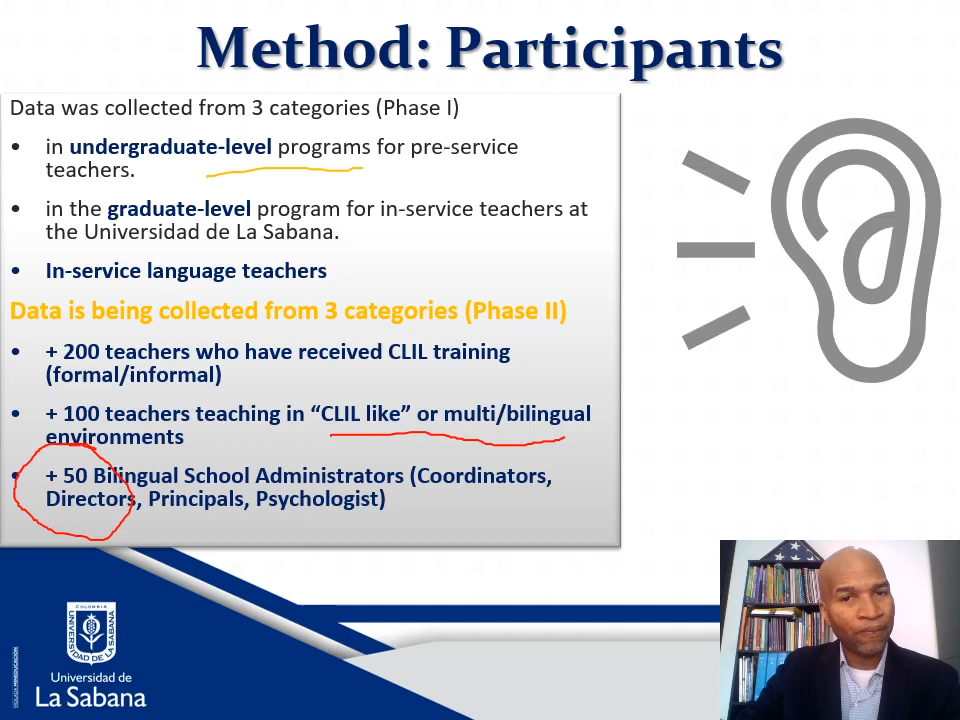 Method: Participants
Data was collected from 3 categories (Phase I)
• in undergraduate-level programs for pre-service
teachers.
• in the graduate-level program for in-service teachers at
the Universidad de La Sabana.
• In-service language teachers
Data is being collected from 3 categories (Phase II)
• + 200 teachers who have received CLIL training
(formal/informal)
• + 100 teachers teaching in “CLIL like” or multi/bilingual
environments
• + 50 Bilingual School Administrators (Coordinators,
Directors, Principals, Psychologist)
COLOMBIA
UNIVERSIDAD DE LA SABANA
VIGILADA MINEDUCACIÓN
Universidad de
La Sabana